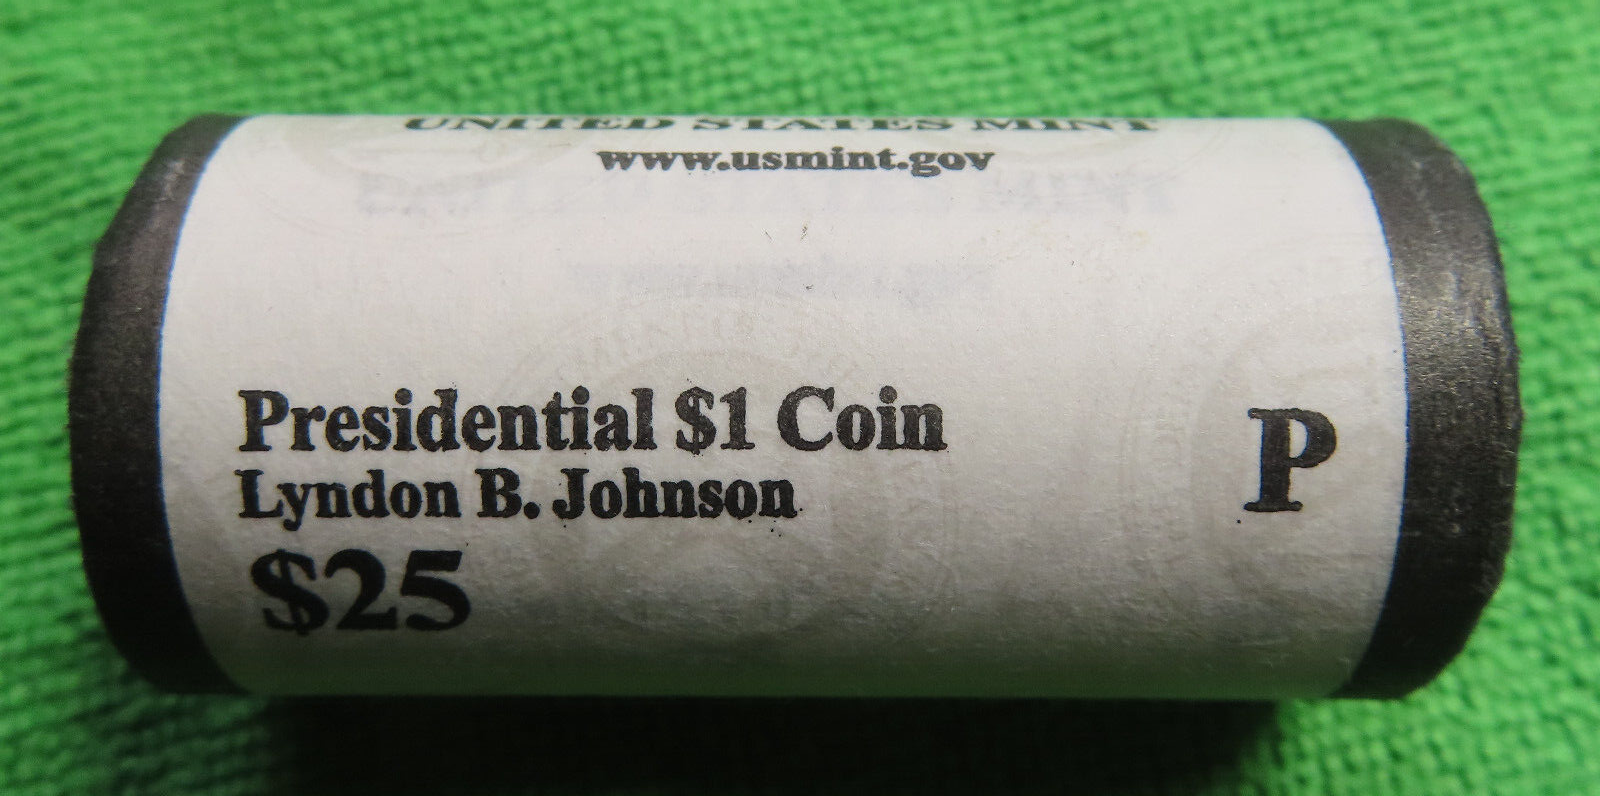 UNITED STATES MINT
www.usmint.gov
Presidential $1 Coin
Lyndon B. Johnson
$25
P